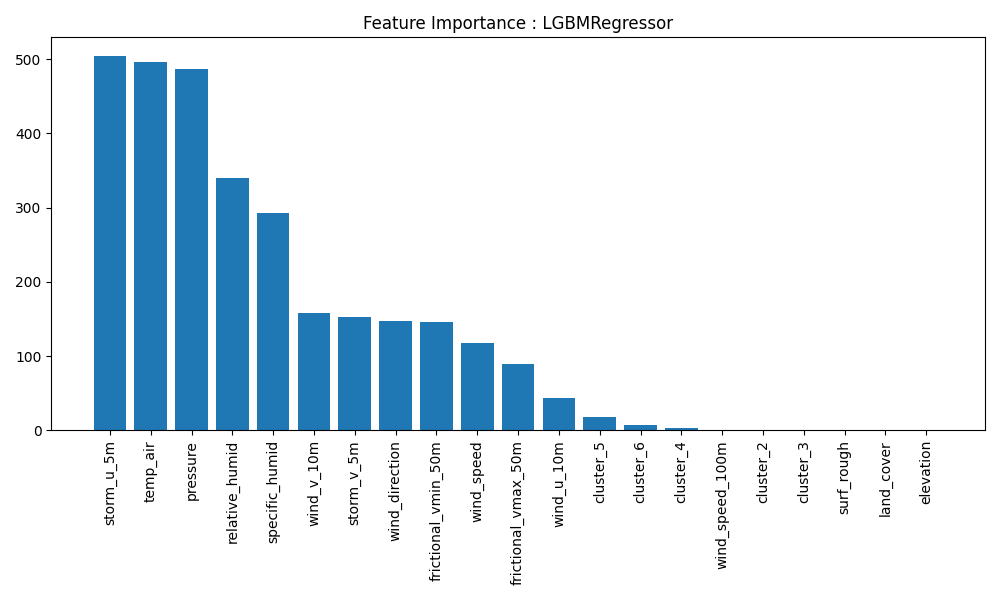 Feature Importance : LGBMRegressor
500
400
300
200
100
0
storm_u_5m
temp_air
pressure
relative_humid
specific_humid
wind_v_10m
storm_v_5m
wind_direction
frictional_vmin_50m
wind_speed
frictional_vmax_50m
wind_u_10m
cluster_5
cluster_6
cluster_4
wind_speed_100m
cluster_2
cluster_3
surf_rough
land_cover
elevation